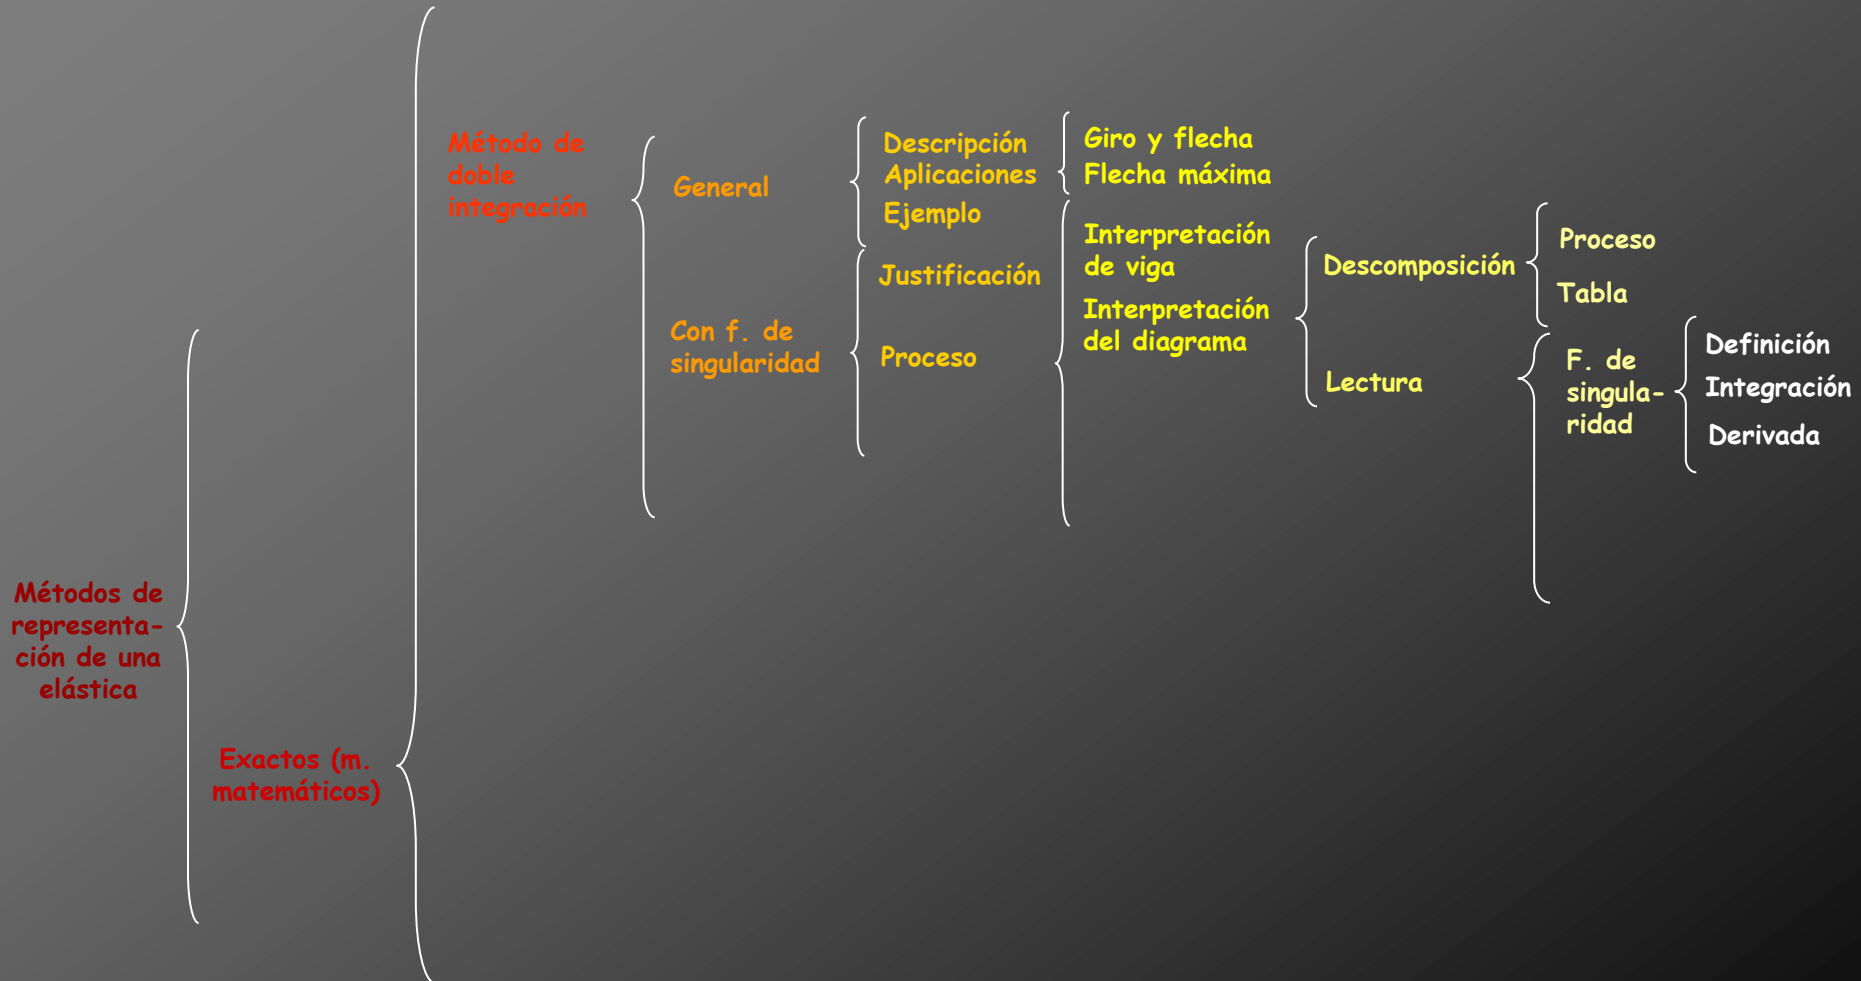 Métodos de
representa-
ción de una
elástica
Exactos (m.
matemáticos)
Método de
doble
integración
General
Descripción
Aplicaciones
Giro y flecha
Flecha máxima
Ejemplo
Con f. de
singularidad
Justificación
Proceso
Interpretación
de viga
Interpretación
del diagrama
Descomposición
Proceso
Tabla
Lectura
F. de
singula-
ridad
Definición
Integración
Derivada